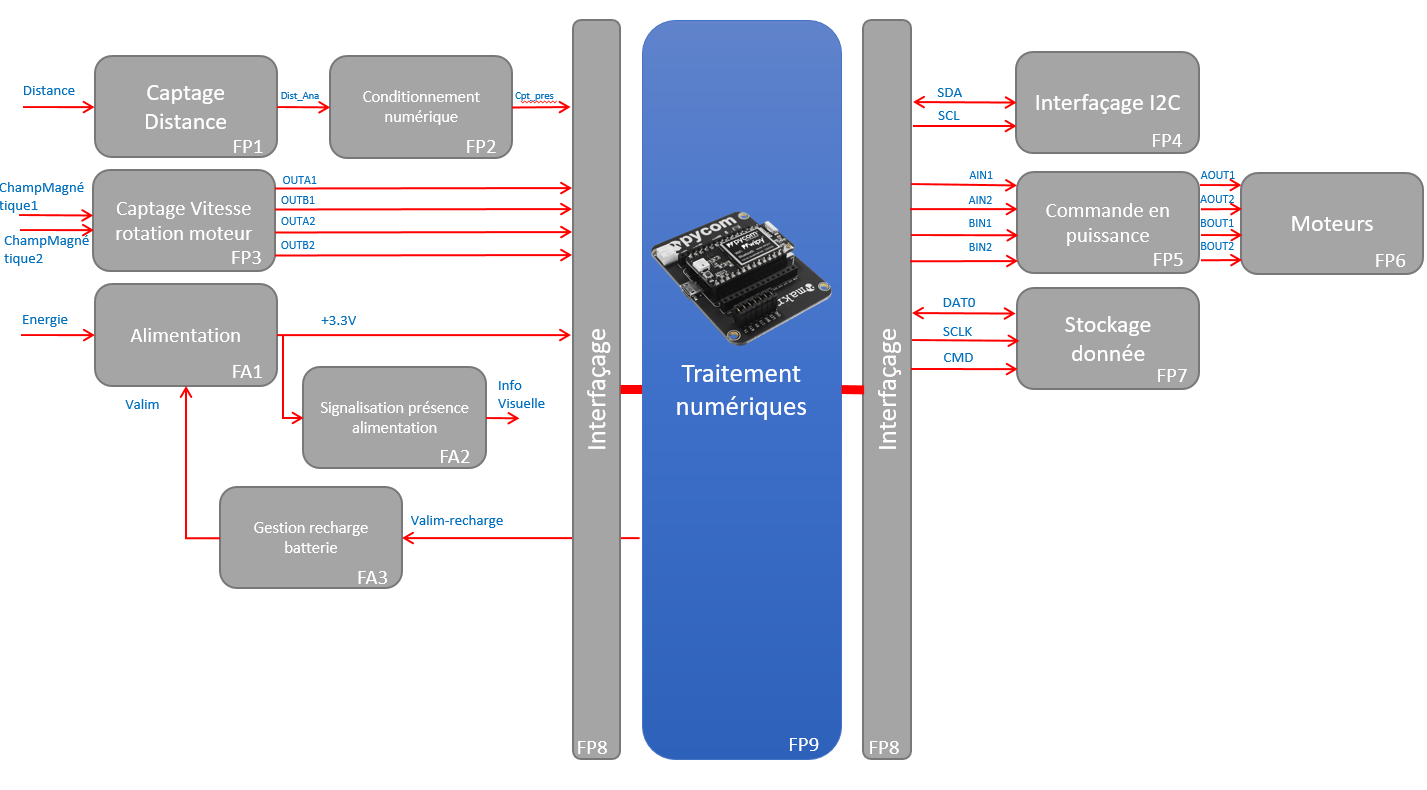 Distance
Captage
Distance
FP1
Dist_Ana
Conditionnement
numérique
FP2
Cpt_pres
ChampMagné
tique1
ChampMagné
tique2
Captage Vitesse
rotation moteur
FP3
OUTA1
OUTB1
OUTA2
OUTB2
Energie
Alimentation
FA1
+3.3V
Valim
Signalisation présence
alimentation
FA2
Info
Visuelle
Gestion recharge
batterie
FA3
Valim-recharge
Interfaçage
FP8
pycom
pycom
wipy
makr
Traitement
numériques
FP9
Interfaçage
FP8
SDA
SCL
Interfaçage I2C
FP4
AIN1
AIN2
BIN1
BIN2
Commande en
puissance
FP5
AOUT1
AOUT2
BOUT1
BOUT2
Moteurs
FP6
DAT0
SCLK
CMD
Stockage
donnée
FP7